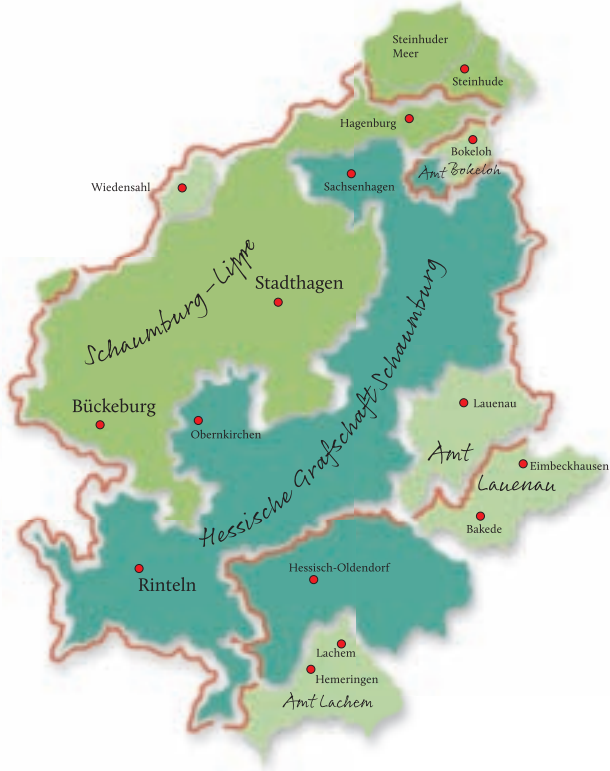 Steinhuder
Meer
Steinhude
Hagenburg
Bokeloh
Amt Bokeloh
Wiedensahl
Sachsenhagen
Schaumburg-Lippe
Stadthagen
Hessische Grafschaft Schaumburg
Bückeburg
Obernkirchen
Lauenau
Amt
Lauenau
Eimbeckhausen
Bakede
Hessisch-Oldendorf
Rinteln
Lachem
Hemeringen
Amt Lachem